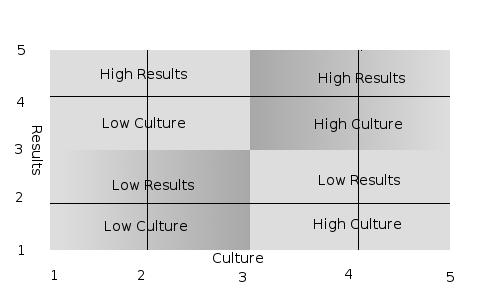 5
High Results
High Results
4
Low Culture
High Culture
3
Results
Low Results
Low Results
2
Low Culture
High Culture
1
Culture
1
2
3
4
5